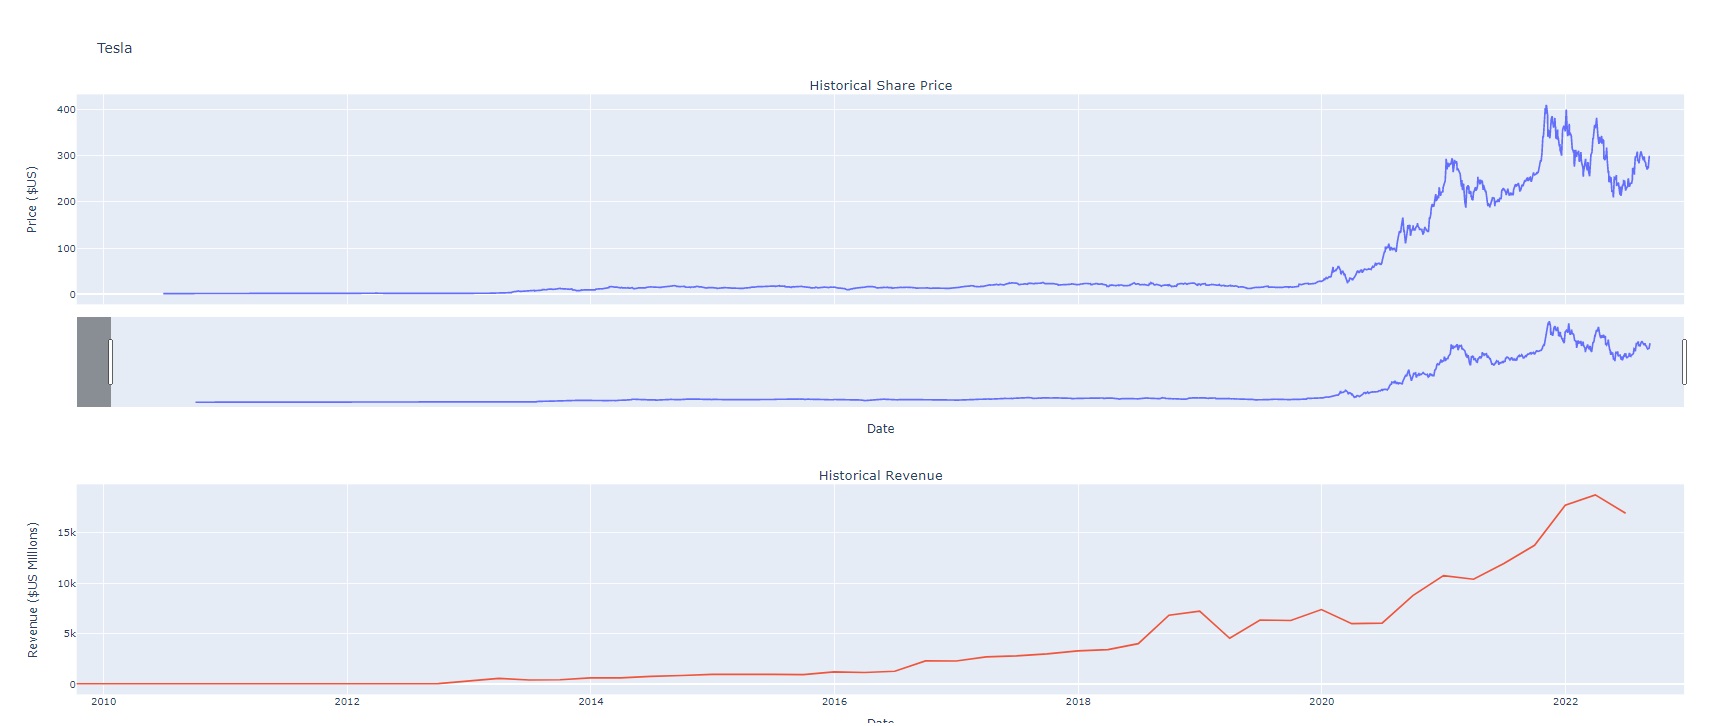 Tesla
Historical Share Price
400
300
200
100
0
Price ($US)
Date
Historical Revenue
15k
10k
5k
0
Revenue ($US Millions)
2010 2012 2014 2016 2018 2020 2022
Date